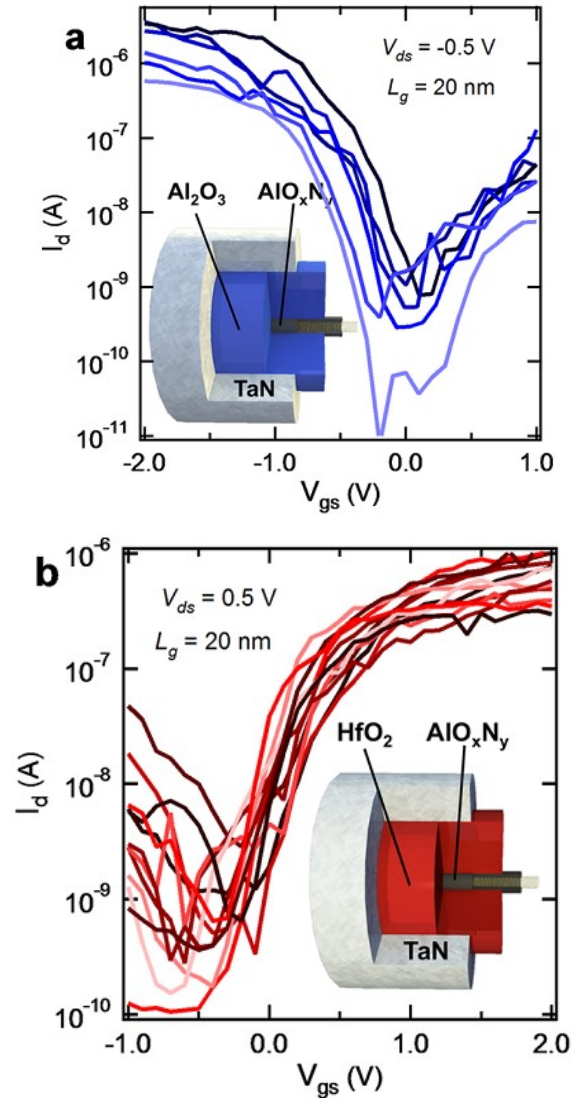 a
V_ds = -0.5 V
L_g = 20 nm
10⁻⁶
10⁻⁷
10⁻⁸
10⁻⁹
10⁻¹⁰
10⁻¹¹
I_d (A)
Al₂O₃
AlOₓN_y
TaN
-2.0
-1.0
0.0
1.0
V_gs (V)
b
V_ds = 0.5 V
L_g = 20 nm
10⁻⁶
10⁻⁷
10⁻⁸
10⁻⁹
10⁻¹⁰
I_d (A)
HfO₂
AlOₓN_y
TaN
-1.0
0.0
1.0
2.0
V_gs (V)